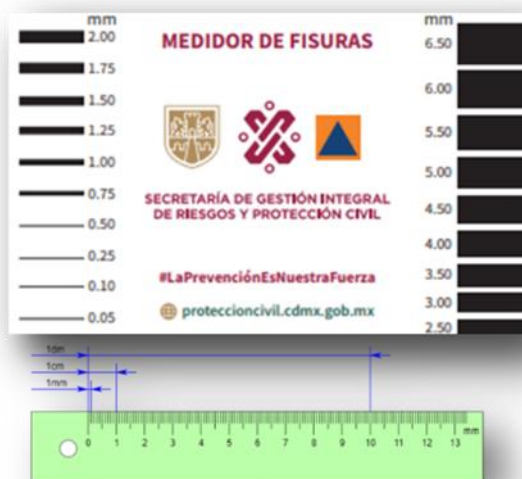 mm
2.00
1.75
1.50
1.25
1.00
0.75
0.50
0.25
0.10
0.05
MEDIDOR DE FISURAS
SECRETARÍA DE GESTIÓN INTEGRAL
DE RIESGOS Y PROTECCIÓN CIVIL
#LaPrevenciónEsNuestraFuerza
proteccioncivil.cdmx.gob.mx
mm
6.50
6.00
5.50
5.00
4.50
4.00
3.50
3.00
2.50
1dm
1cm
1mm
0 1 2 3 4 5 6 7 8 9 10 11 12 13 mm